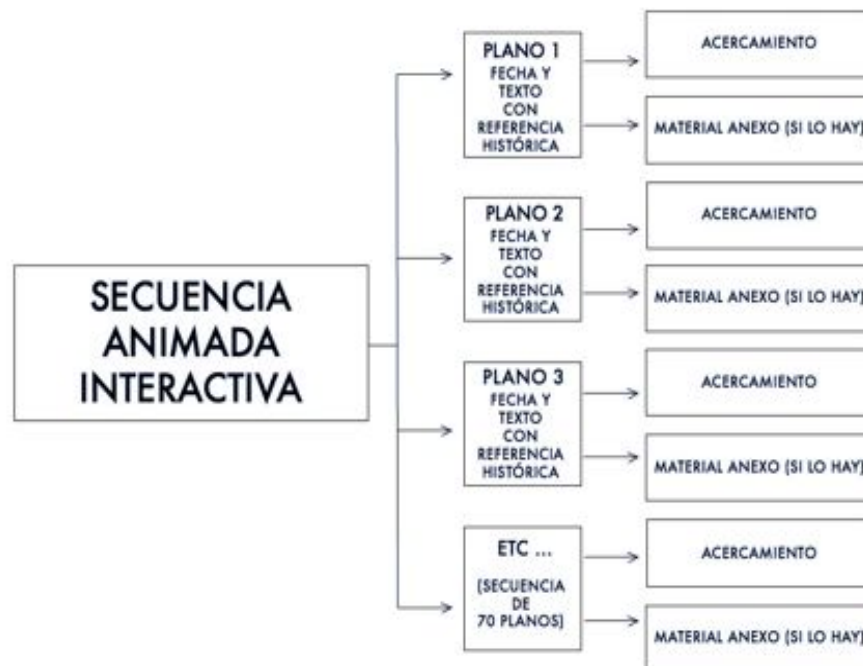 SECUENCIA
ANIMADA
INTERACTIVA
PLANO 1
FECHA Y
TEXTO
CON
REFERENCIA
HISTÓRICA
ACERCAMIENTO
MATERIAL ANEXO (SI LO HAY)
PLANO 2
FECHA Y
TEXTO
CON
REFERENCIA
HISTÓRICA
ACERCAMIENTO
MATERIAL ANEXO (SI LO HAY)
PLANO 3
FECHA Y
TEXTO
CON
REFERENCIA
HISTÓRICA
ACERCAMIENTO
MATERIAL ANEXO (SI LO HAY)
ETC ...
(SECUENCIA
DE
70 PLANOS)
ACERCAMIENTO
MATERIAL ANEXO (SI LO HAY)